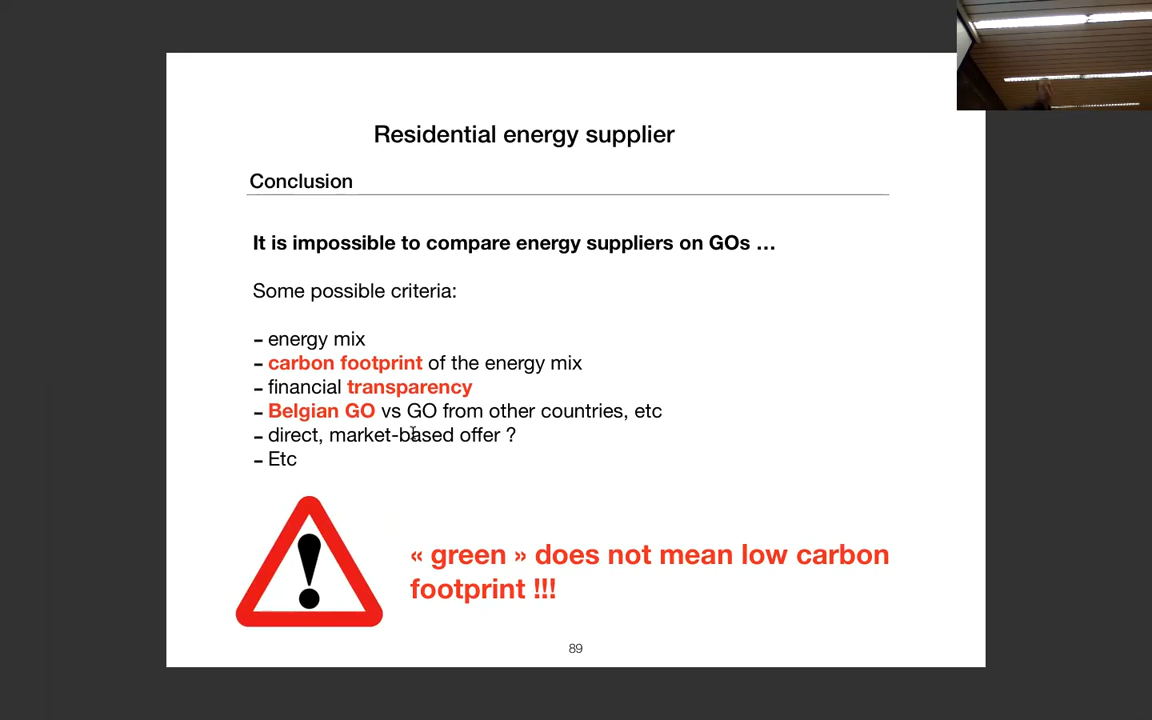 Residential energy supplier
Conclusion
It is impossible to compare energy suppliers on GOs ...
Some possible criteria:
- energy mix
- carbon footprint of the energy mix
- financial transparency
- Belgian GO vs GO from other countries, etc
- direct, market-based offer ?
- Etc
« green » does not mean low carbon
footprint !!!
89